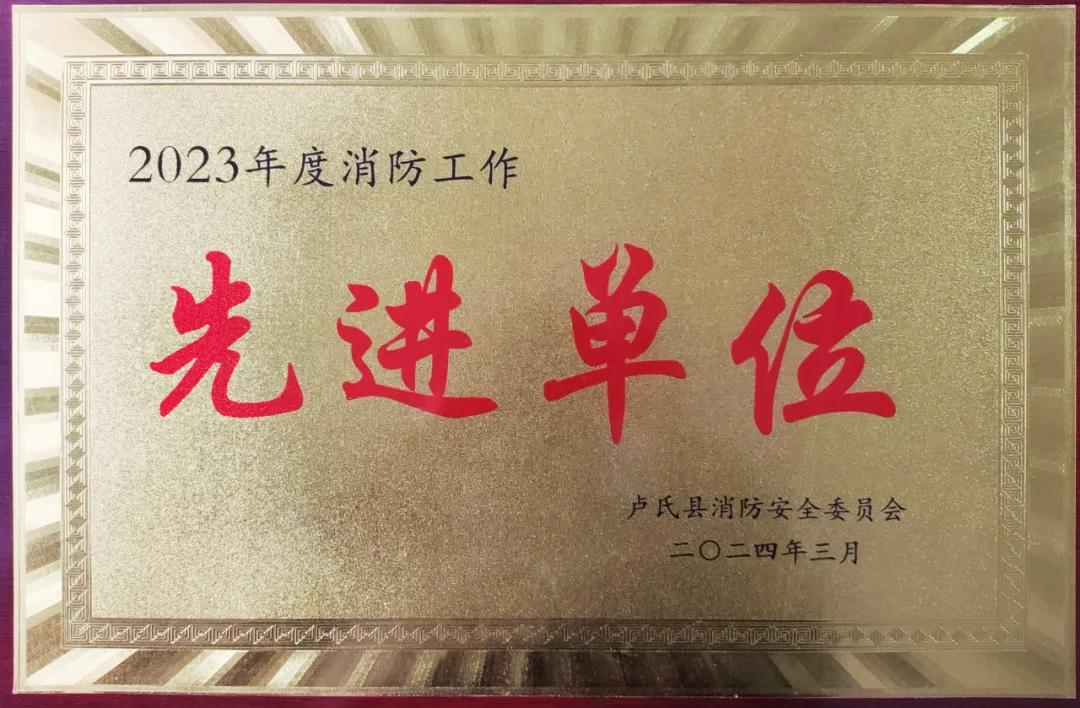 2023年度消防工作
先进单位
卢氏县消防安全委员会
二〇二四年三月